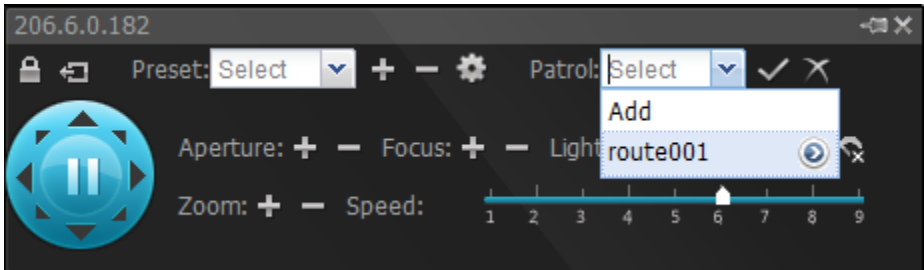 206.6.0.182
Preset: Select Patrol: Select
Add
Aperture: Focus: Light route001
Zoom: Speed:
1 2 3 4 5 6 7 8 9